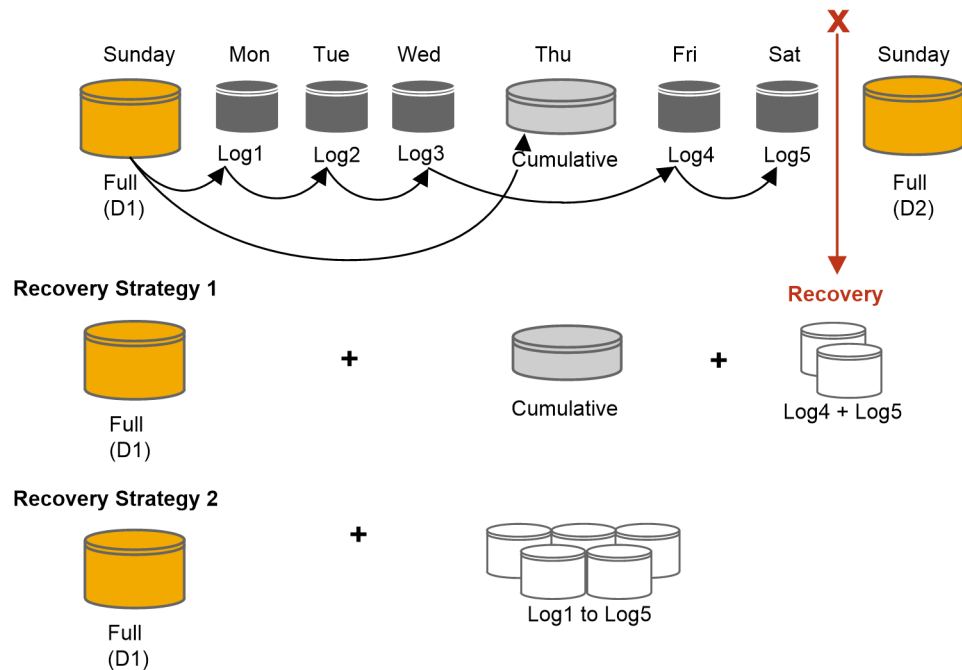 X
Sunday Mon Tue Wed Thu Fri Sat Sunday
Log1 Log2 Log3 Cumulative Log4 Log5
Full Full
(D1) (D2)
Recovery Strategy 1 Recovery
+ +
Cumulative Log4 + Log5
Full
(D1)
Recovery Strategy 2
+
Log1 to Log5
Full
(D1)